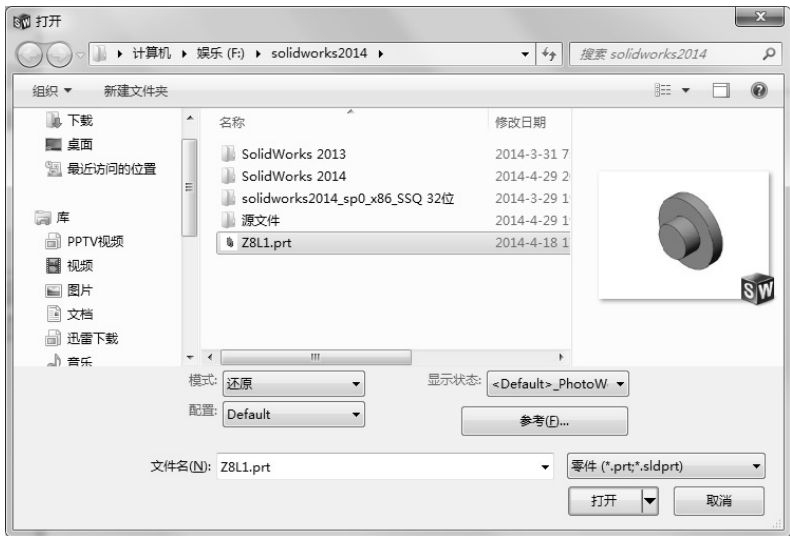 打开
计算机 ▸ 娱乐 (F:) ▸ solidworks2014 ▸
搜索 solidworks2014
组织 ▼ 新建文件夹
下载
桌面
最近访问的位置
库
PPTV视频
视频
图片
文档
迅雷下载
音乐
名称 修改日期
SolidWorks 2013 2014-3-31 7
SolidWorks 2014 2014-4-29 2
solidworks2014_sp0_x86_SSQ 32位 2014-3-29 1
源文件 2014-4-29 1
Z8L1.prt 2014-4-18 1
SW
模式: 还原
显示状态: <Default>_PhotoW
配置: Default
参考(F)...
文件名(N): Z8L1.prt
零件 (*.prt;*.sldprt)
打开
取消